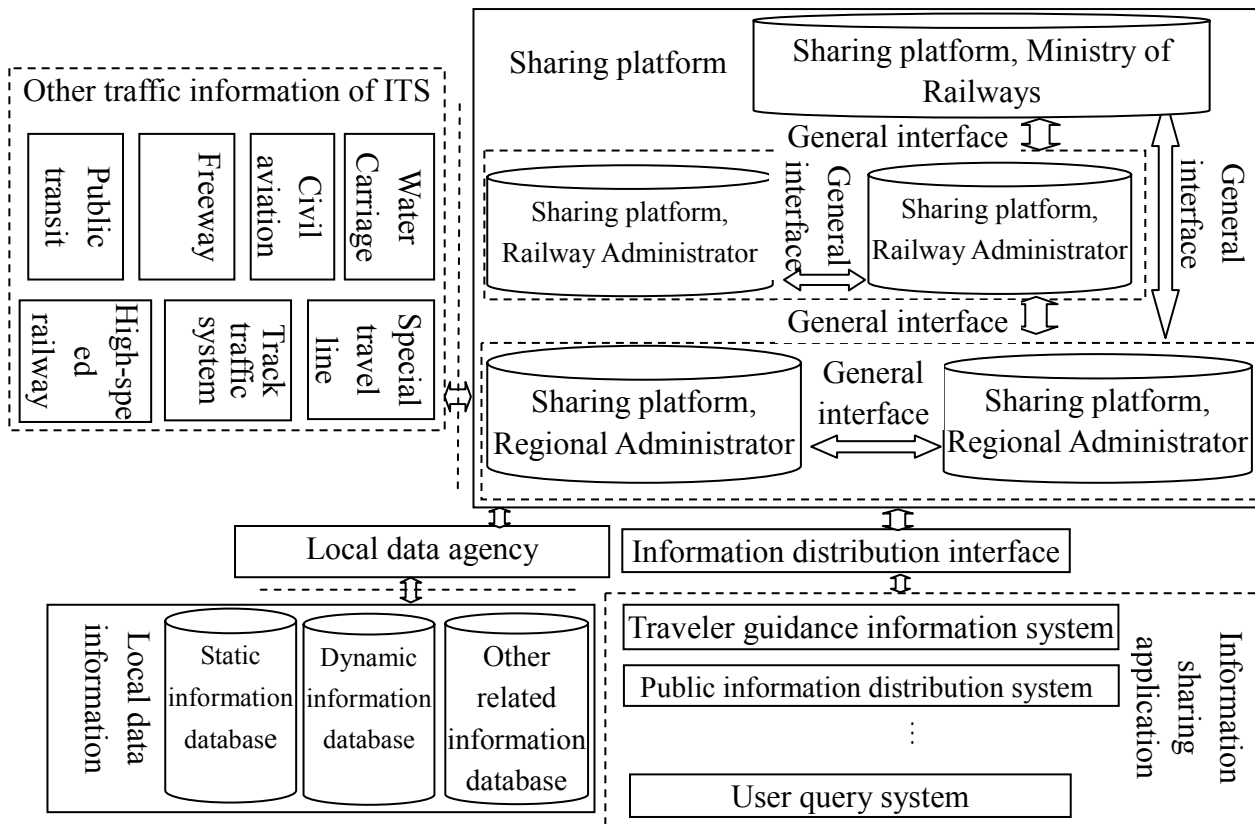 Sharing platform
Sharing platform, Ministry of
Railways
General interface
General
interface
Sharing platform,
Railway Administrator
General
interface
Sharing platform,
Railway Administrator
General interface
Sharing platform,
Regional Administrator
General
interface
Sharing platform,
Regional Administrator
Other traffic information of ITS
Public
transit
Freeway
Civil
aviation
Water
Carriage
High-spe
ed
railway
Track
traffic
system
Special
travel
line
Local data agency
Information distribution interface
Local data
information
Static
information
database
Dynamic
information
database
Other
related
information
database
Traveler guidance information system
Public information distribution system
...
User query system
Information
sharing
application